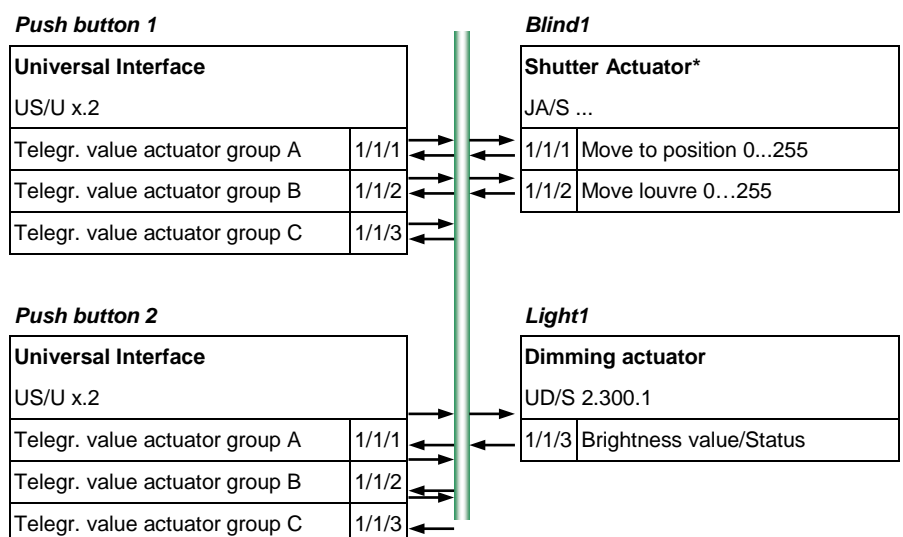 Push button 1
Universal Interface
US/U x.2
Telegr. value actuator group A 1/1/1
Telegr. value actuator group B 1/1/2
Telegr. value actuator group C 1/1/3
Blind1
Shutter Actuator*
JA/S ...
1/1/1 Move to position 0...255
1/1/2 Move louvre 0…255
Push button 2
Universal Interface
US/U x.2
Telegr. value actuator group A 1/1/1
Telegr. value actuator group B 1/1/2
Telegr. value actuator group C 1/1/3
Light1
Dimming actuator
UD/S 2.300.1
1/1/3 Brightness value/Status